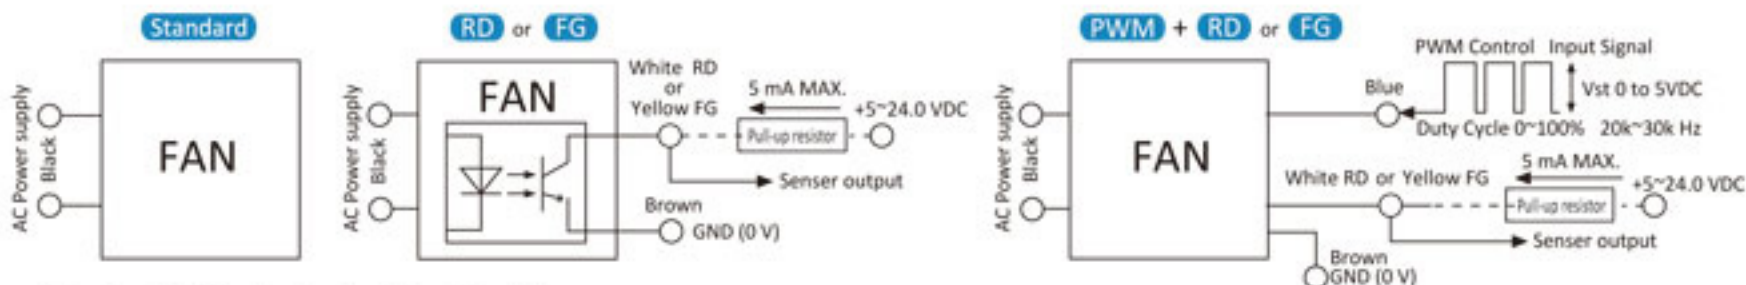 Standard
AC Power supply
Black
FAN
RD or FG
AC Power supply
Black
FAN
White RD
or
Yellow FG
5 mA MAX.
+5~24.0 VDC
Pull-up resistor
Senser output
Brown
GND (0 V)
PWM + RD or FG
AC Power supply
Black
FAN
PWM Control Input Signal
Blue
Vst 0 to 5VDC
Duty Cycle 0~100% 20k~30k Hz
5 mA MAX.
White RD or Yellow FG
+5~24.0 VDC
Pull-up resistor
Senser output
Brown
GND (0 V)